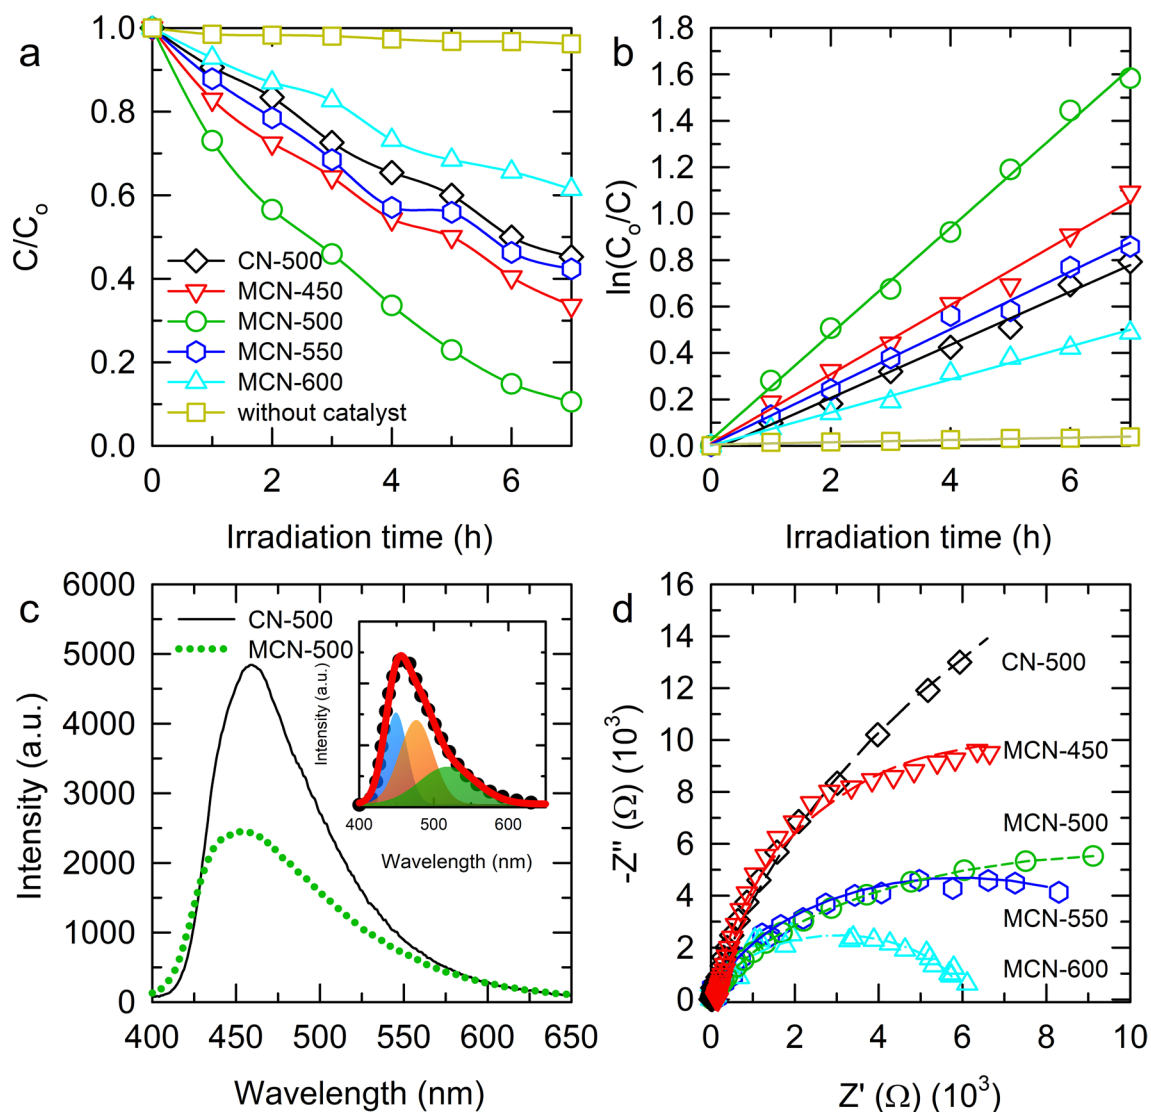 a
1.0
0.8
0.6
0.4
0.2
0.0
C/Co
CN-500
MCN-450
MCN-500
MCN-550
MCN-600
without catalyst
0 2 4 6
Irradiation time (h)
b
1.8
1.6
1.4
1.2
1.0
0.8
0.6
0.4
0.2
0.0
ln(Co/C)
0 2 4 6
Irradiation time (h)
c
6000
5000
4000
3000
2000
1000
0
Intensity (a.u.)
CN-500
MCN-500
Intensity (a.u.)
400 500 600
Wavelength (nm)
400 450 500 550 600 650
Wavelength (nm)
d
16
14
12
10
8
6
4
2
0
-Z" (Ω) (10³)
CN-500
MCN-450
MCN-500
MCN-550
MCN-600
0 2 4 6 8 10
Z' (Ω) (10³)